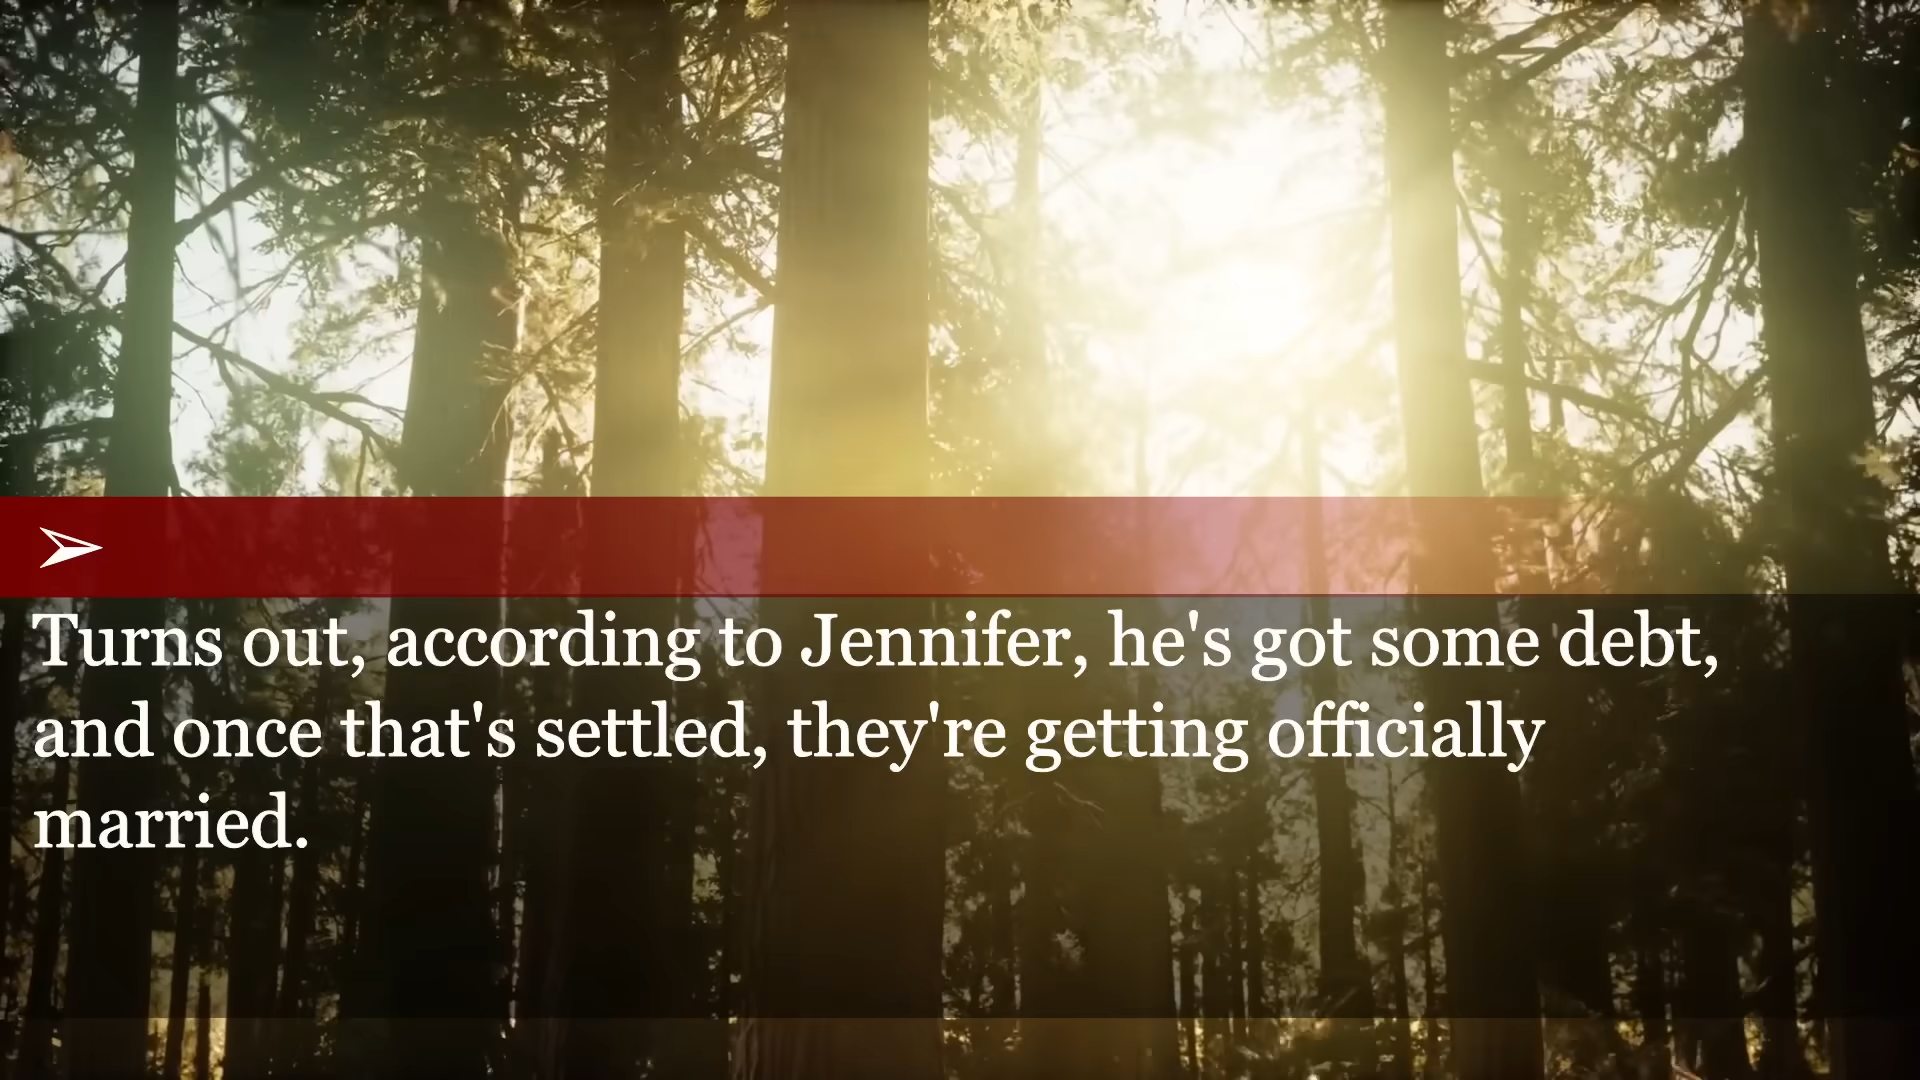 Turns out, according to Jennifer, he's got some debt,
and once that's settled, they're getting officially
married.